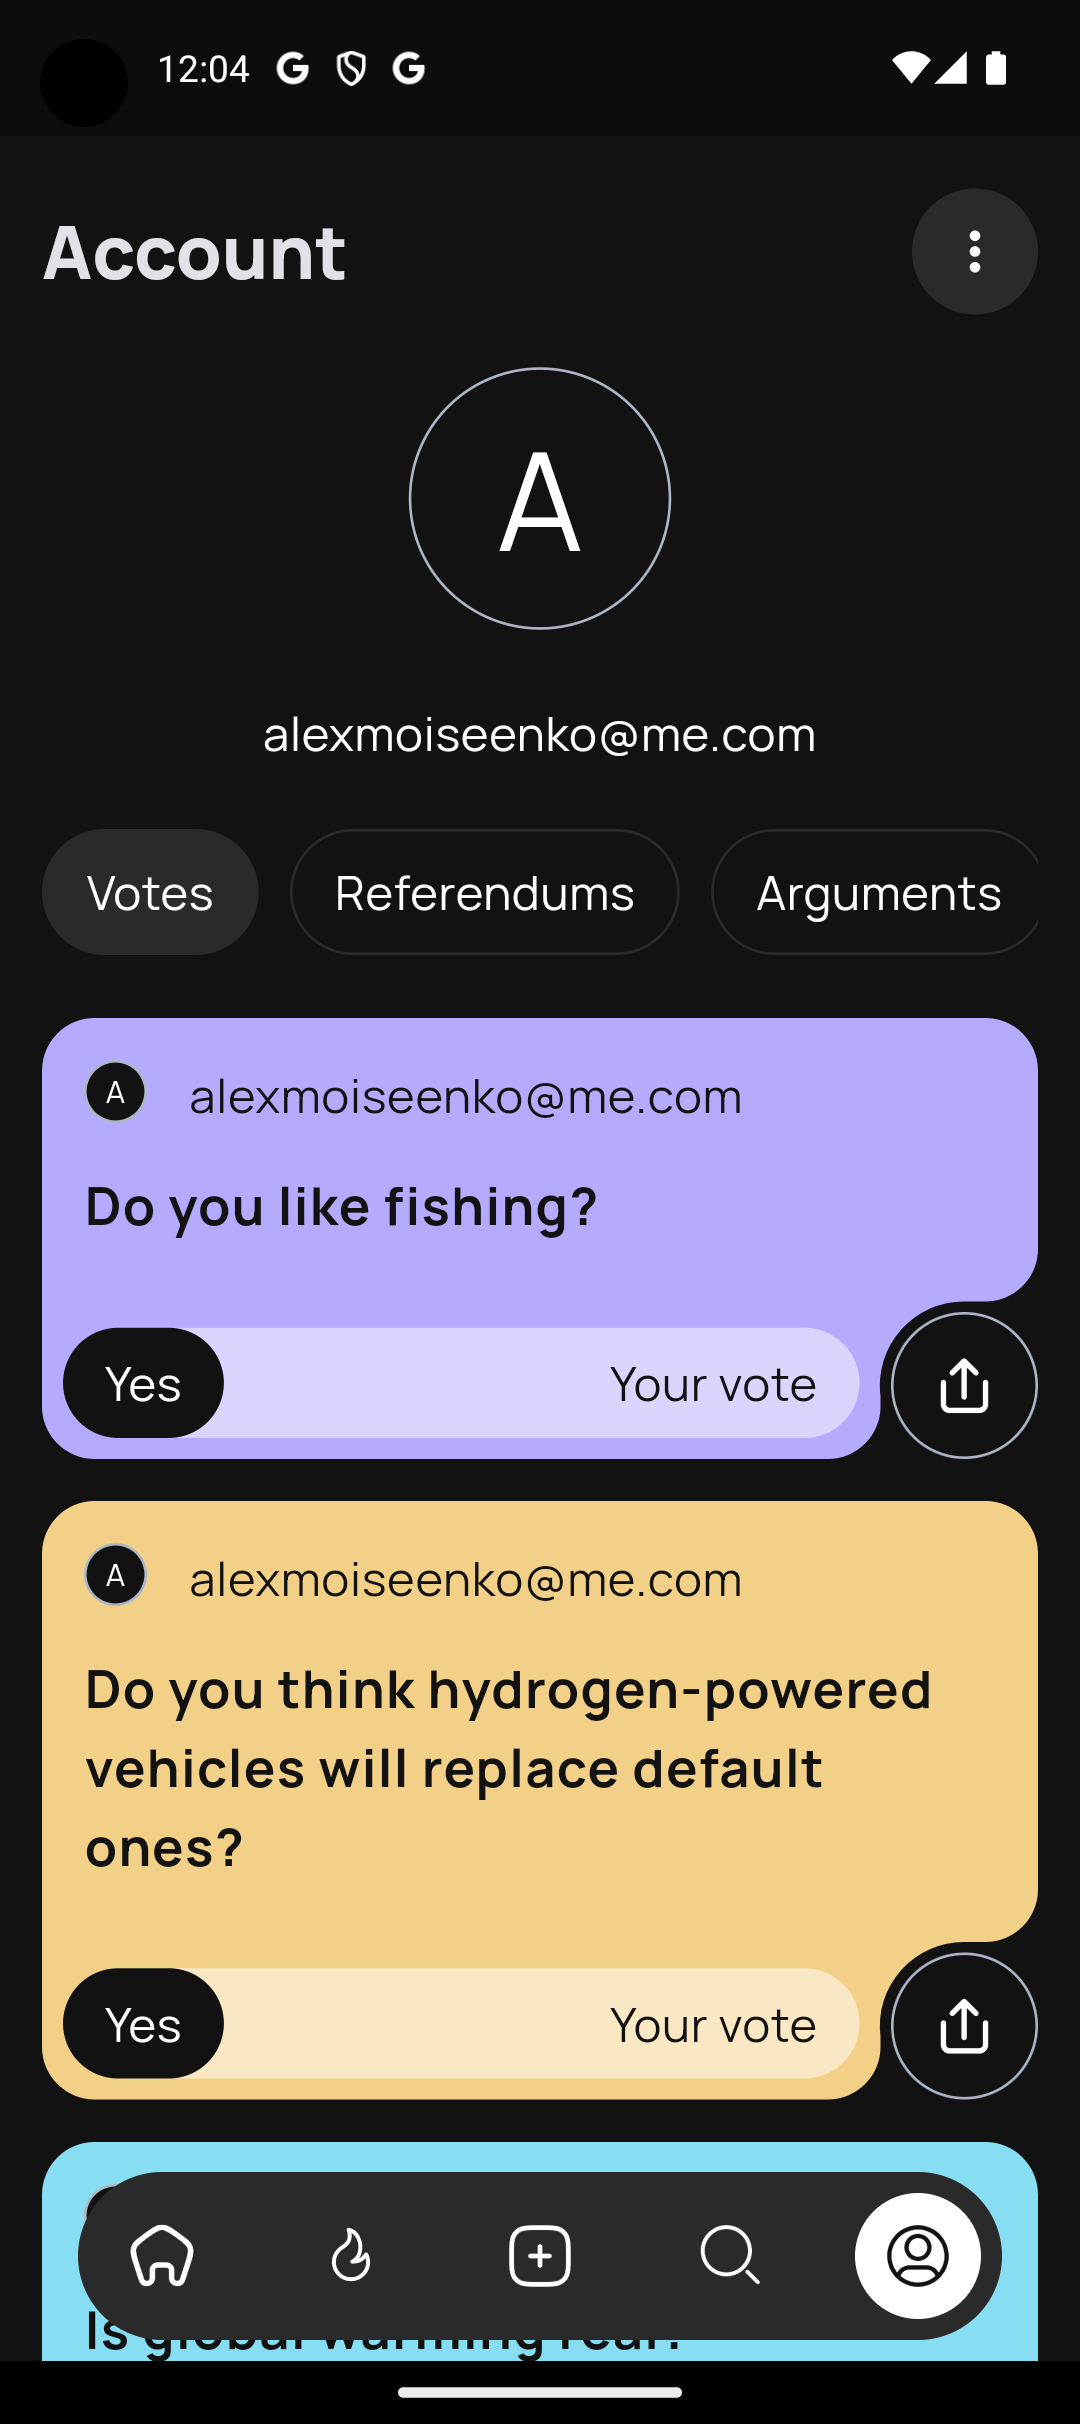 12:04
Account
A
alexmoiseenko@me.com
Votes Referendums Arguments
A alexmoiseenko@me.com
Do you like fishing?
Yes Your vote
A alexmoiseenko@me.com
Do you think hydrogen-powered
vehicles will replace default
ones?
Yes Your vote
Is global warming real?